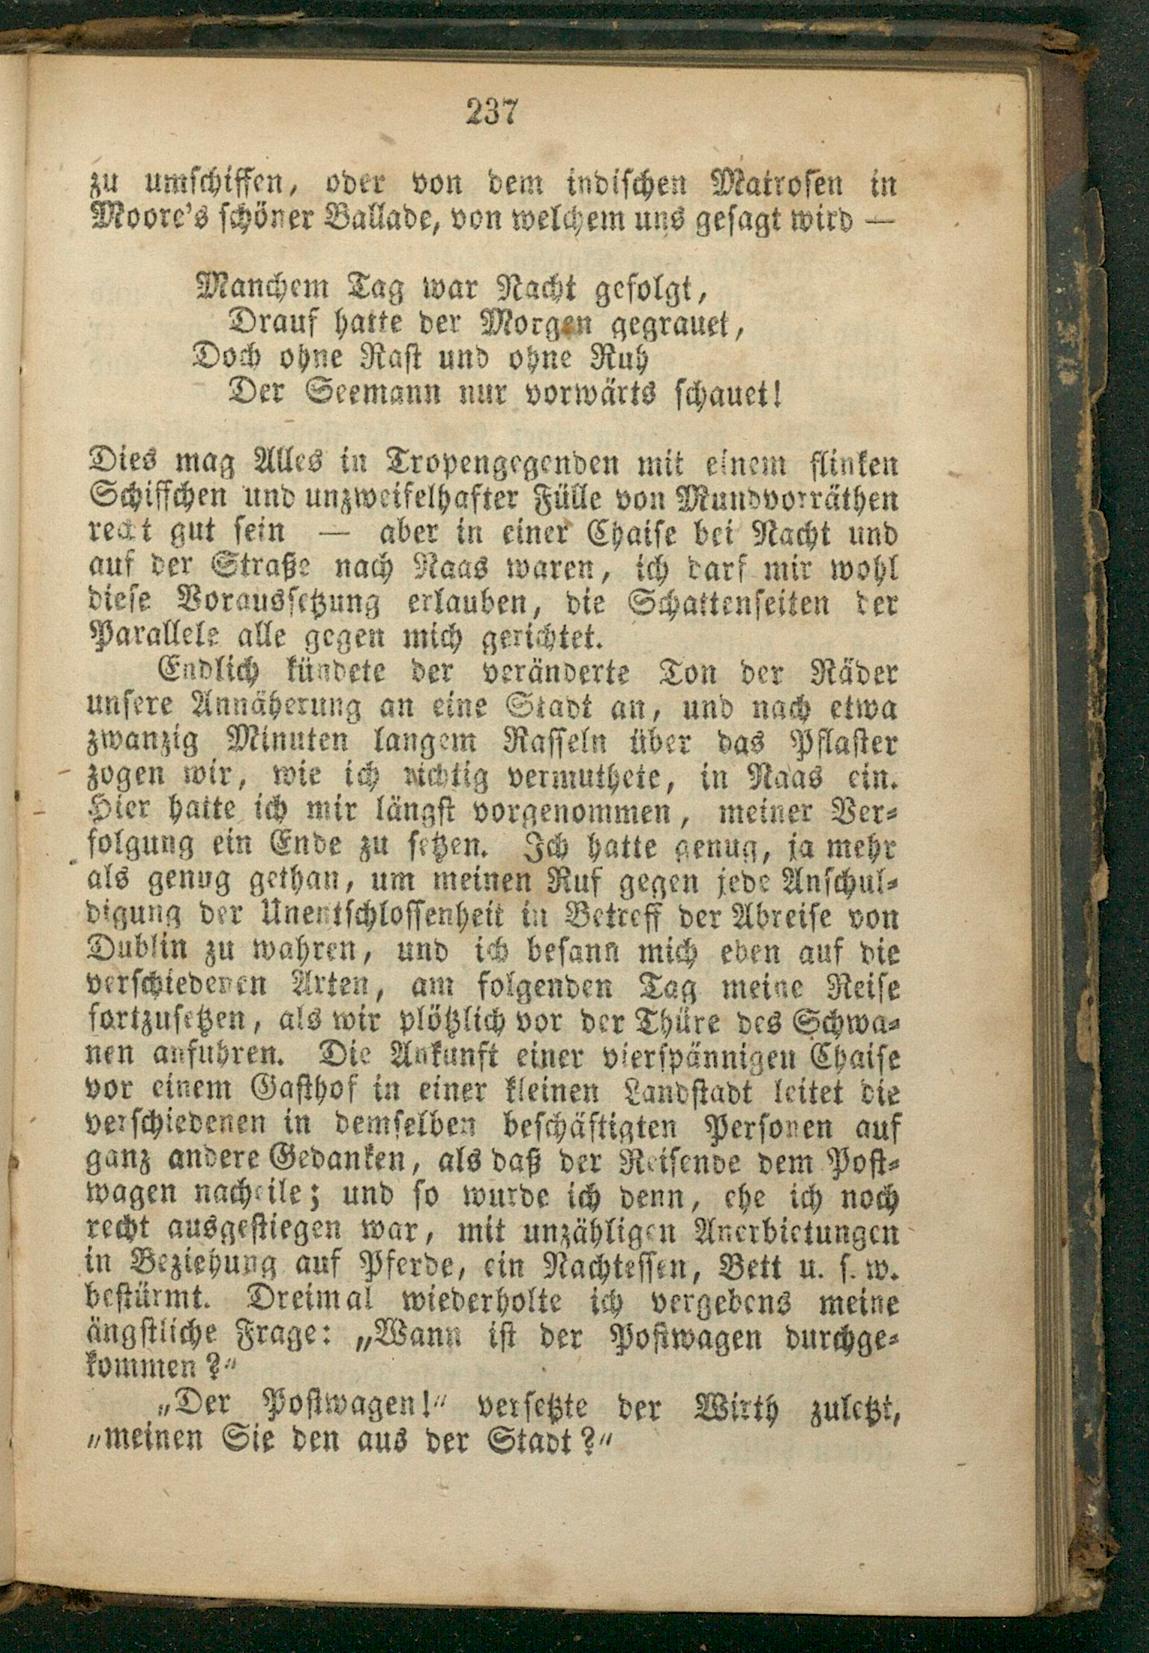 237
zu umschiffen, oder von dem indischen Matrosen in
Moore's schöner Ballade, von welchem uns gesagt wird —
Manchem Tag war Nacht gefolgt,
Drauf hatte der Morgen gegrauet,
Doch ohne Rast und ohne Ruh
Der Seemann nur vorwärts schauet!
Dies mag Alles in Tropengegenden mit einem flinken
Schiffchen und unzweifelhafter Fülle von Mundvorräthen
recht gut sein — aber in einer Chaise bei Nacht und
auf der Straße nach Naas waren, ich darf mir wohl
diese Voraussetzung erlauben, die Schattenseiten der
Parallele alle gegen mich gerichtet.
Endlich kündete der veränderte Ton der Räder
unsere Annäherung an eine Stadt an, und nach etwa
zwanzig Minuten langem Rasseln über das Pflaster
zogen wir, wie ich richtig vermuthete, in Naas ein.
Hier hatte ich mir längst vorgenommen, meiner Ver-
folgung ein Ende zu setzen. Ich hatte genug, ja mehr
als genug gethan, um meinen Ruf gegen jede Anschul-
digung der Unentschlossenheit in Betreff der Abreise von
Dublin zu wahren, und ich besann mich eben auf die
verschiedenen Arten, am folgenden Tag meine Reise
fortzusetzen, als wir plötzlich vor der Thüre des Schwa-
nen anfuhren. Die Ankunft einer vierspännigen Chaise
vor einem Gasthof in einer kleinen Landstadt leitet die
verschiedenen in demselben beschäftigten Personen auf
ganz andere Gedanken, als daß der Reisende dem Post-
wagen nacheile; und so wurde ich denn, ehe ich noch
recht ausgestiegen war, mit unzähligen Anerbietungen
in Beziehung auf Pferde, ein Nachtessen, Bett u. s. w.
bestürmt. Dreimal wiederholte ich vergebens meine
ängstliche Frage: „Wann ist der Postwagen durchge-
kommen?“
„Der Postwagen!“ versetzte der Wirth zuletzt,
„meinen Sie den aus der Stadt?“